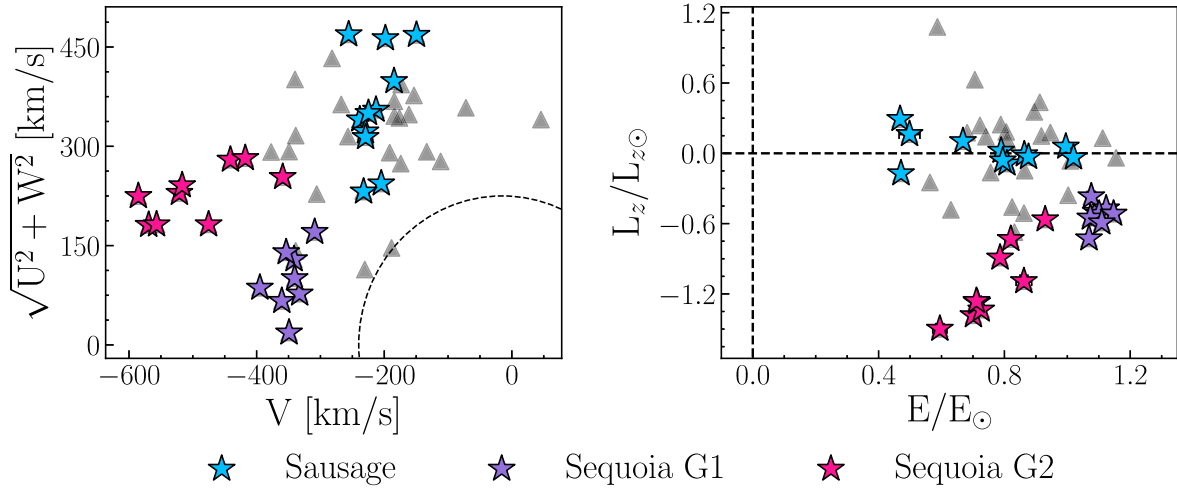 √U² + W² [km/s]
450
300
150
0
−600
−400
−200
0
V [km/s]
L_z/L_z⊙
1.2
0.6
0.0
−0.6
−1.2
0.0
0.4
0.8
1.2
E/E⊙
Sausage
Sequoia G1
Sequoia G2